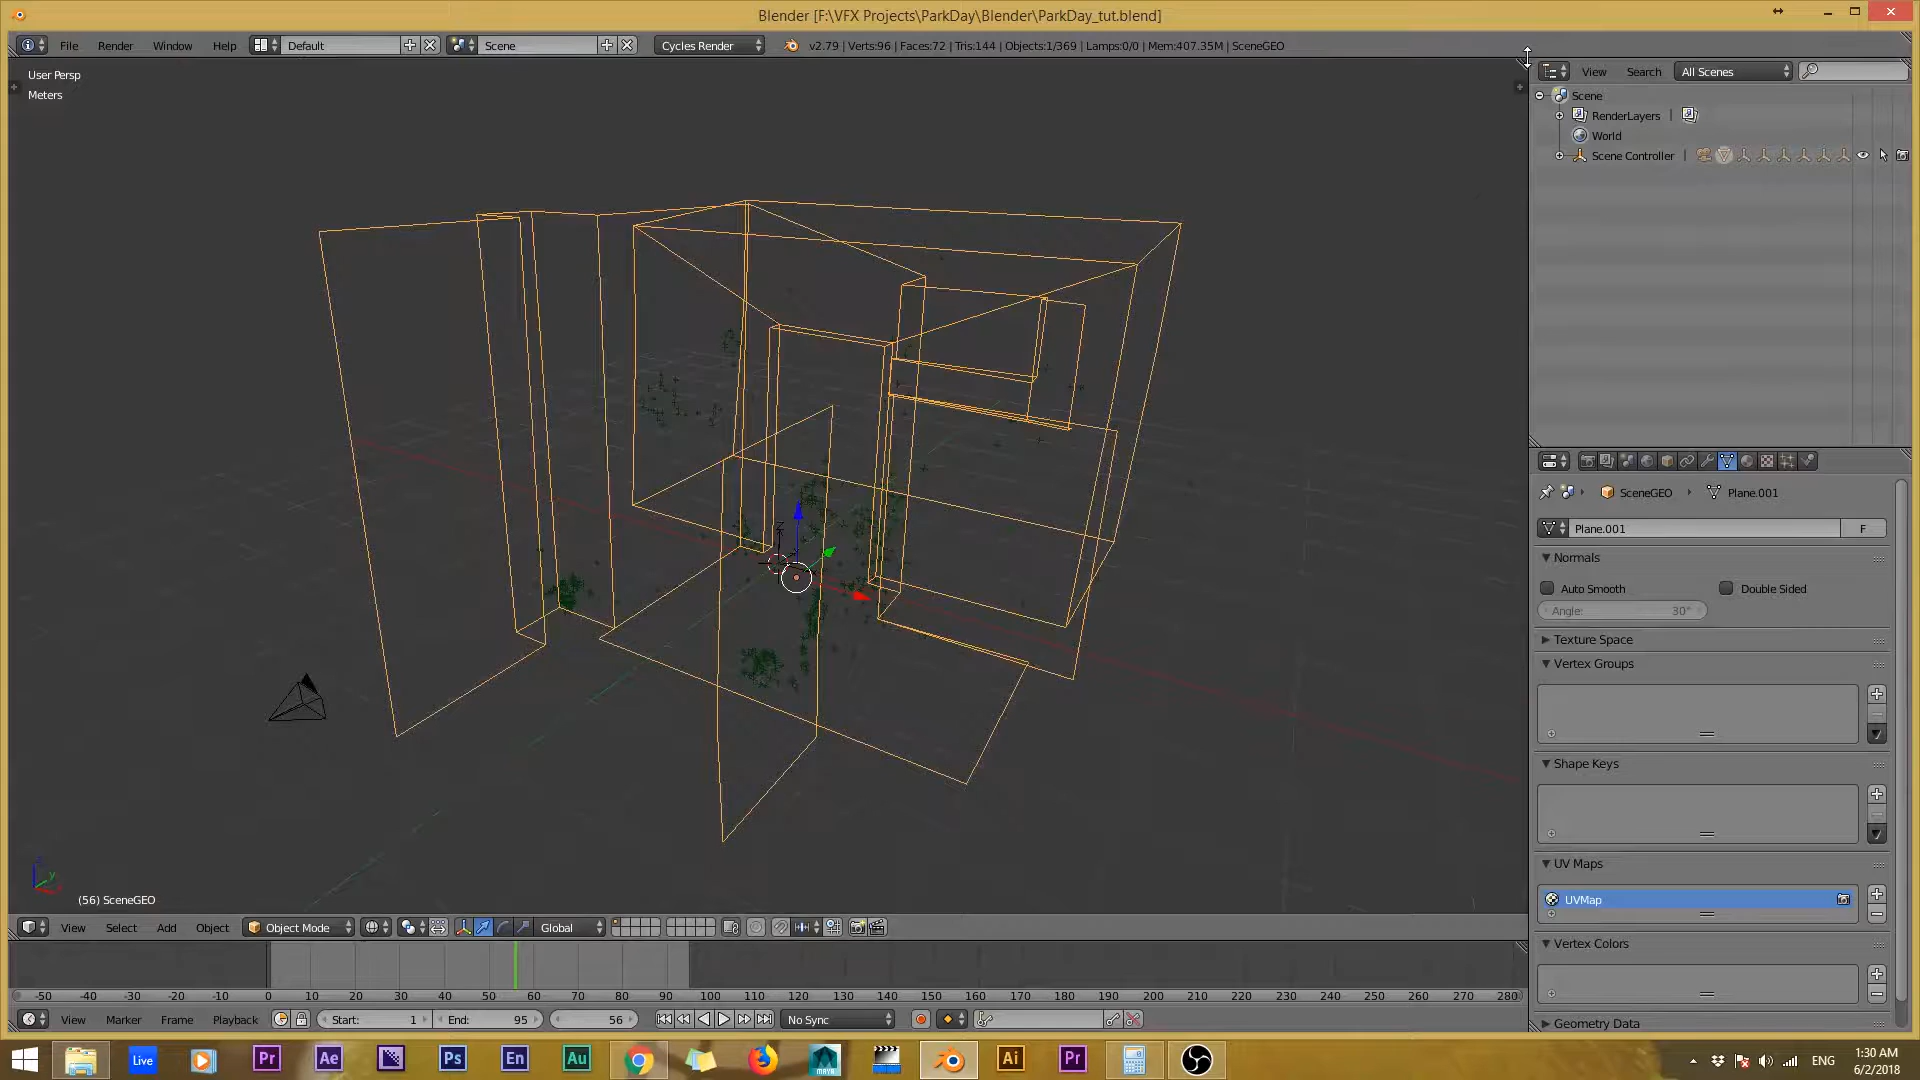 Blender [F:\VFX Projects\ParkDay\Blender\ParkDay_tut.blend]
File Render Window Help Default Scene Cycles Render v2.79 | Verts:96 | Faces:72 | Tris:144 | Objects:1/369 | Lamps:0/0 | Mem:407.35M | SceneGEO
User Persp
Meters
View Search All Scenes
Scene
RenderLayers |
World
Scene Controller |
SceneGEO Plane.001
Plane.001 F
Normals
Auto Smooth Double Sided
Angle: 30°
Texture Space
Vertex Groups
Shape Keys
UV Maps
UVMap
Vertex Colors
Geometry Data
Z
z
y
(56) SceneGEO
View Select Add Object Object Mode Global
-50 -40 -30 -20 -10 0 10 20 30 40 50 60 70 80 90 100 110 120 130 140 150 160 170 180 190 200 210 220 230 240 250 260 270 280
View Marker Frame Playback Start: 1 End: 95 56 No Sync
Live Pr Ae Ps En Au MAYA Ai Pr
ENG
1:30 AM
6/2/2018